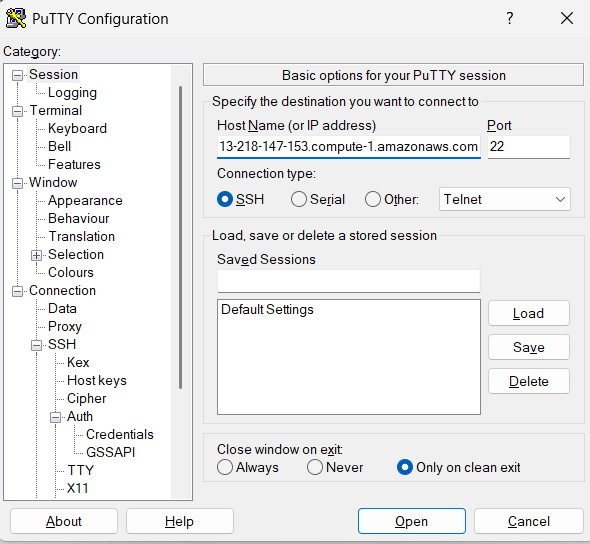 PuTTY Configuration
?
Category:
Session
Logging
Terminal
Keyboard
Bell
Features
Window
Appearance
Behaviour
Translation
Selection
Colours
Connection
Data
Proxy
SSH
Kex
Host keys
Cipher
Auth
Credentials
GSSAPI
TTY
X11
Basic options for your PuTTY session
Specify the destination you want to connect to
Host Name (or IP address) Port
13-218-147-153.compute-1.amazonaws.com 22
Connection type:
SSH Serial Other: Telnet
Load, save or delete a stored session
Saved Sessions
Default Settings
Load
Save
Delete
Close window on exit:
Always Never Only on clean exit
About Help Open Cancel